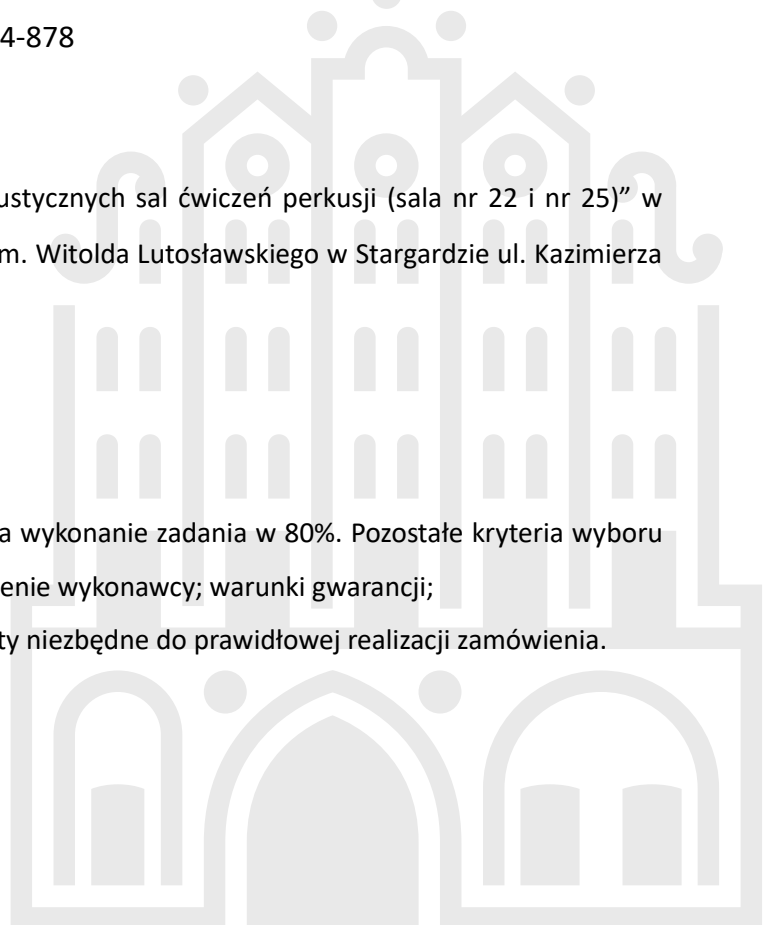 4-878
ustycznych sal ćwiczeń perkusji (sala nr 22 i nr 25)” w
m. Witolda Lutosławskiego w Stargardzie ul. Kazimierza
a wykonanie zadania w 80%. Pozostałe kryteria wyboru
enie wykonawcy; warunki gwarancji;
ty niezbędne do prawidłowej realizacji zamówienia.